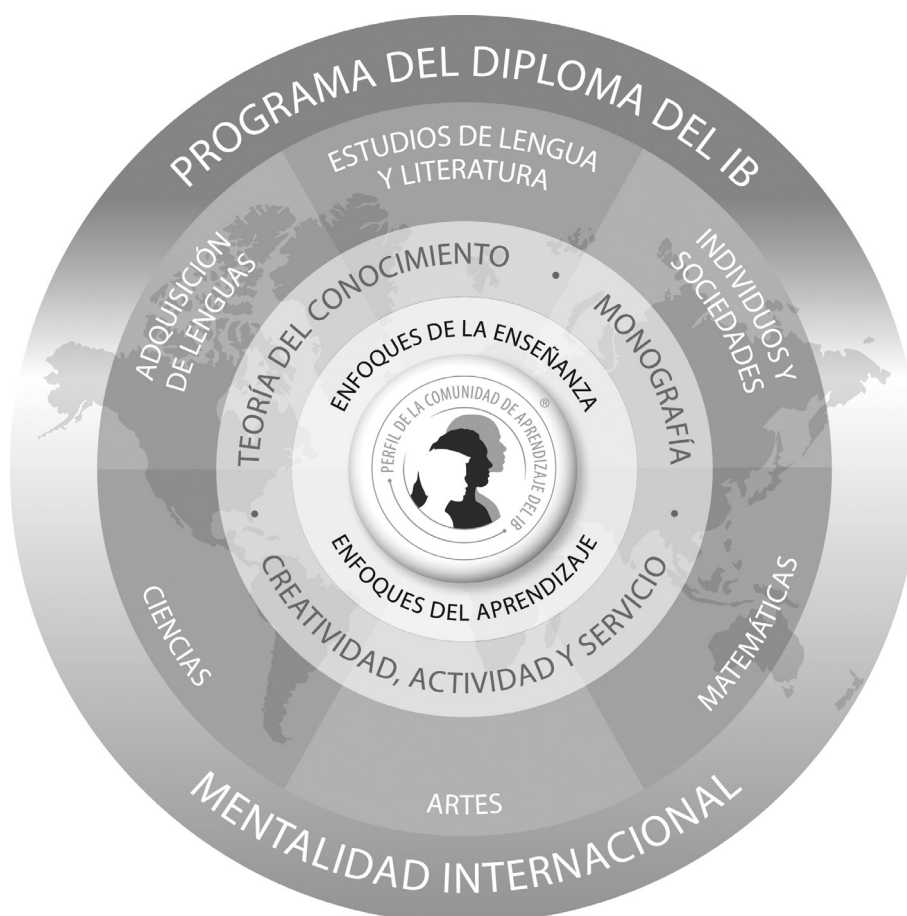 PROGRAMA DEL DIPLOMA DEL IB
ESTUDIOS DE LENGUA
Y LITERATURA
ADQUISICIÓN
DE LENGUAS
INDIVIDUOS Y
SOCIEDADES
TEORÍA DEL CONOCIMIENTO
MONOGRAFÍA
ENFOQUES DE LA ENSEÑANZA
PERFIL DE LA COMUNIDAD DE APRENDIZAJE DEL IB ®
ENFOQUES DEL APRENDIZAJE
CREATIVIDAD, ACTIVIDAD Y SERVICIO
CIENCIAS
MATEMÁTICAS
ARTES
MENTALIDAD INTERNACIONAL